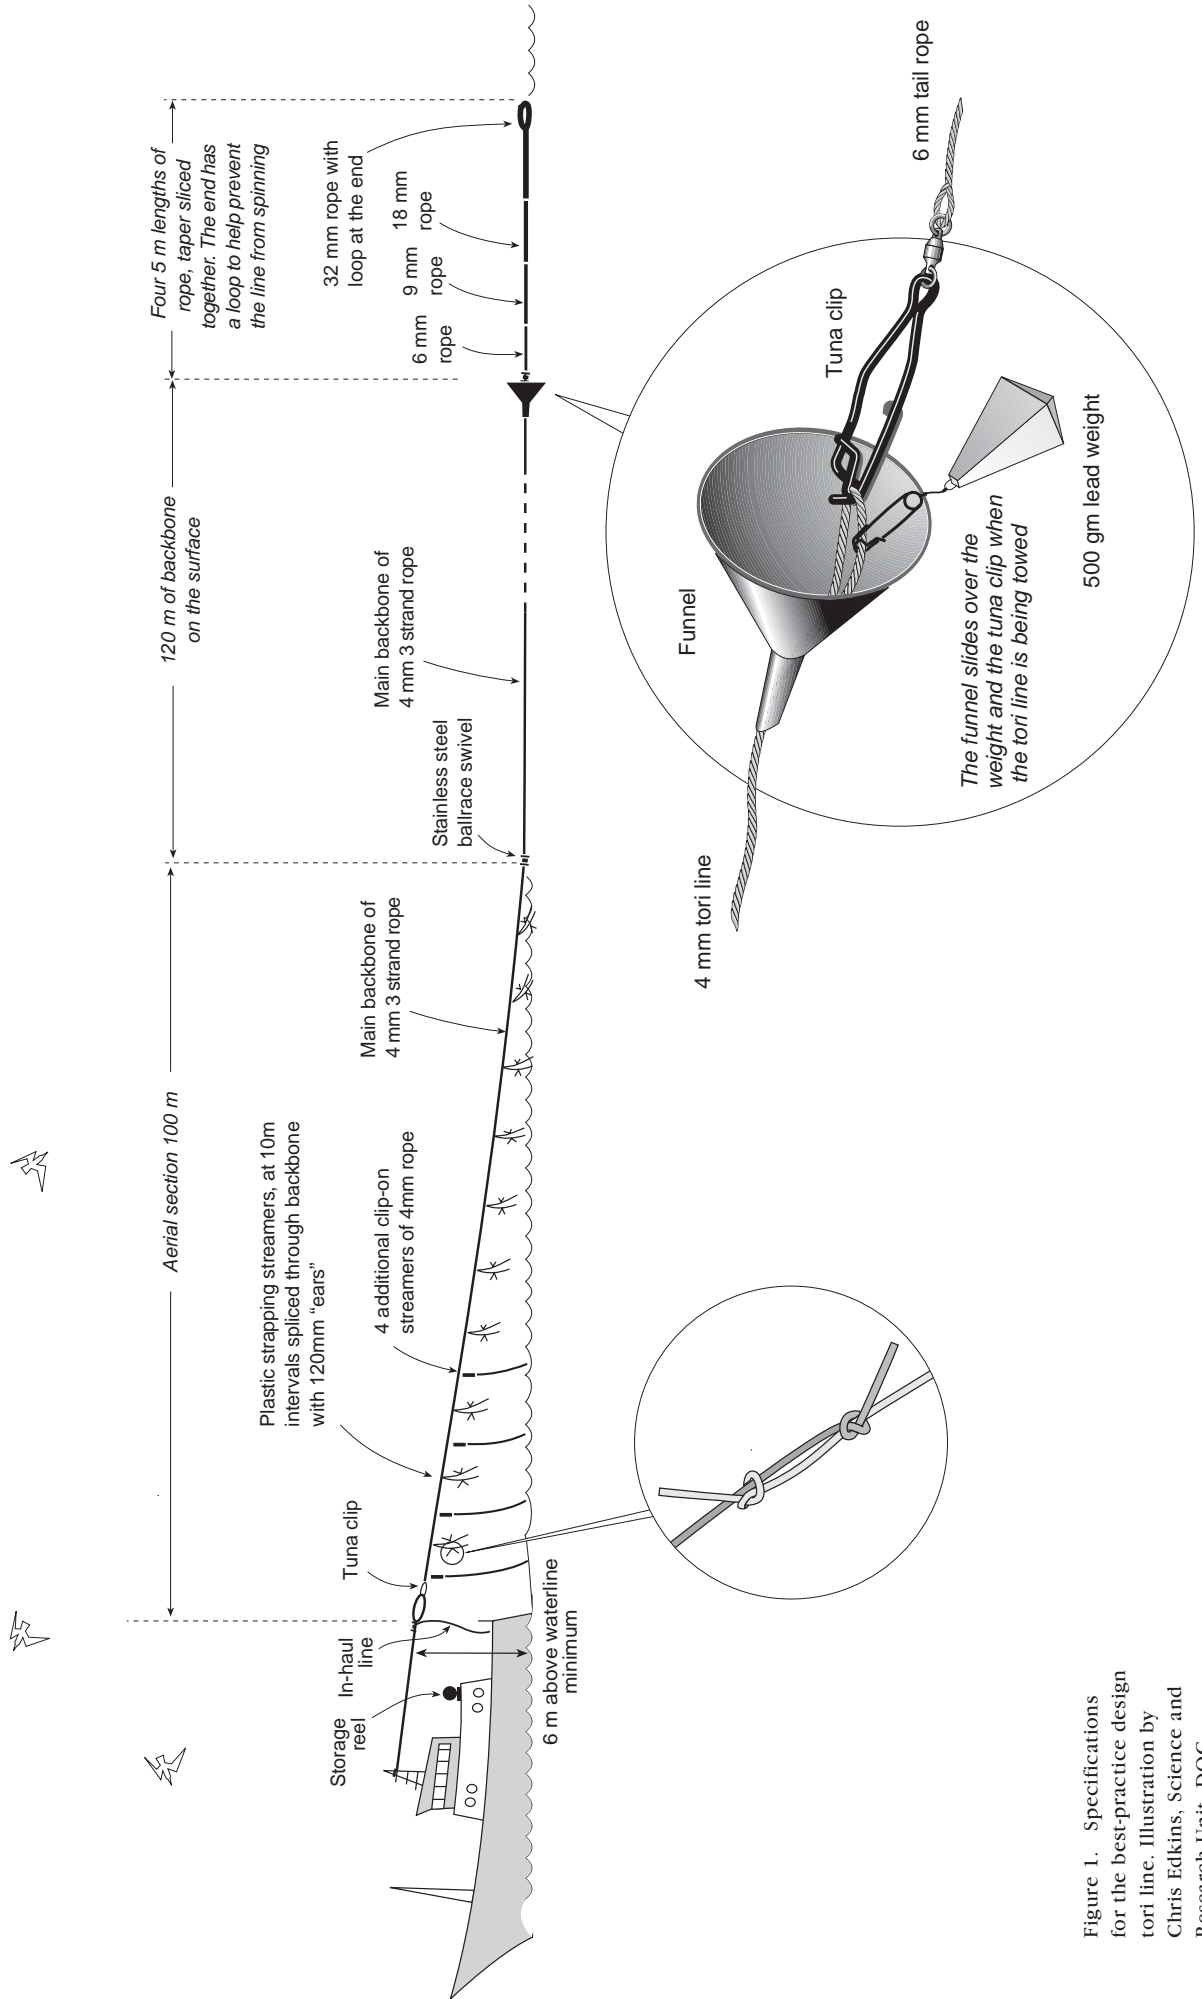 Aerial section 100 m
120 m of backbone
on the surface
Four 5 m lengths of
rope, taper sliced
together. The end has
a loop to help prevent
the line from spinning
Storage
reel
In-haul
line
Tuna clip
Plastic strapping streamers, at 10m
intervals spliced through backbone
with 120mm “ears”
4 additional clip-on
streamers of 4mm rope
Main backbone of
4 mm 3 strand rope
Stainless steel
ballrace swivel
Main backbone of
4 mm 3 strand rope
6 mm
rope
9 mm
rope
18 mm
rope
32 mm rope with
loop at the end
6 m above waterline
minimum
4 mm tori line
Funnel
Tuna clip
6 mm tail rope
The funnel slides over the
weight and the tuna clip when
the tori line is being towed
500 gm lead weight
Figure 1. Specifications
for the best-practice design
tori line. Illustration by
Chris Edkins, Science and
Research Unit, DOC